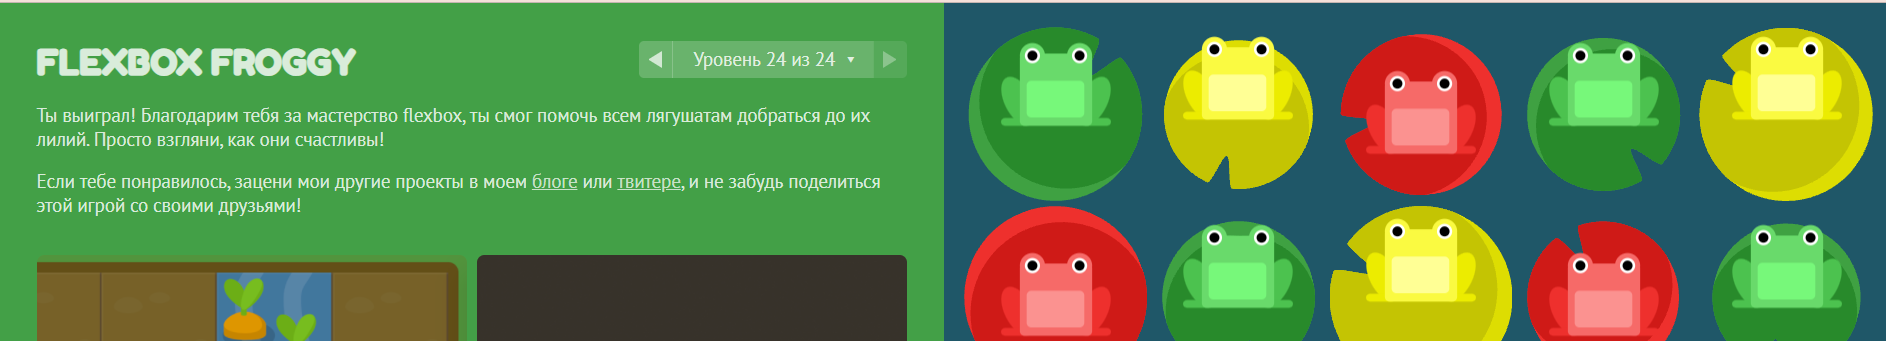 FLEXBOX FROGGY
Уровень 24 из 24
Ты выиграл! Благодарим тебя за мастерство flexbox, ты смог помочь всем лягушатам добраться до их
лилий. Просто взгляни, как они счастливы!
Если тебе понравилось, зацени мои другие проекты в моем блоге или твитере, и не забудь поделиться
этой игрой со своими друзьями!